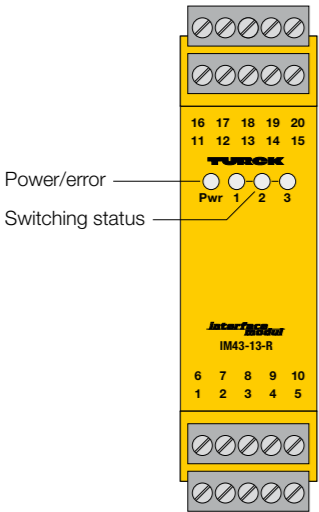 16 17 18 19 20
11 12 13 14 15
TURCK
Power/error
Pwr 1 2 3
Switching status
interface
modul
IM43-13-R
6 7 8 9 10
1 2 3 4 5